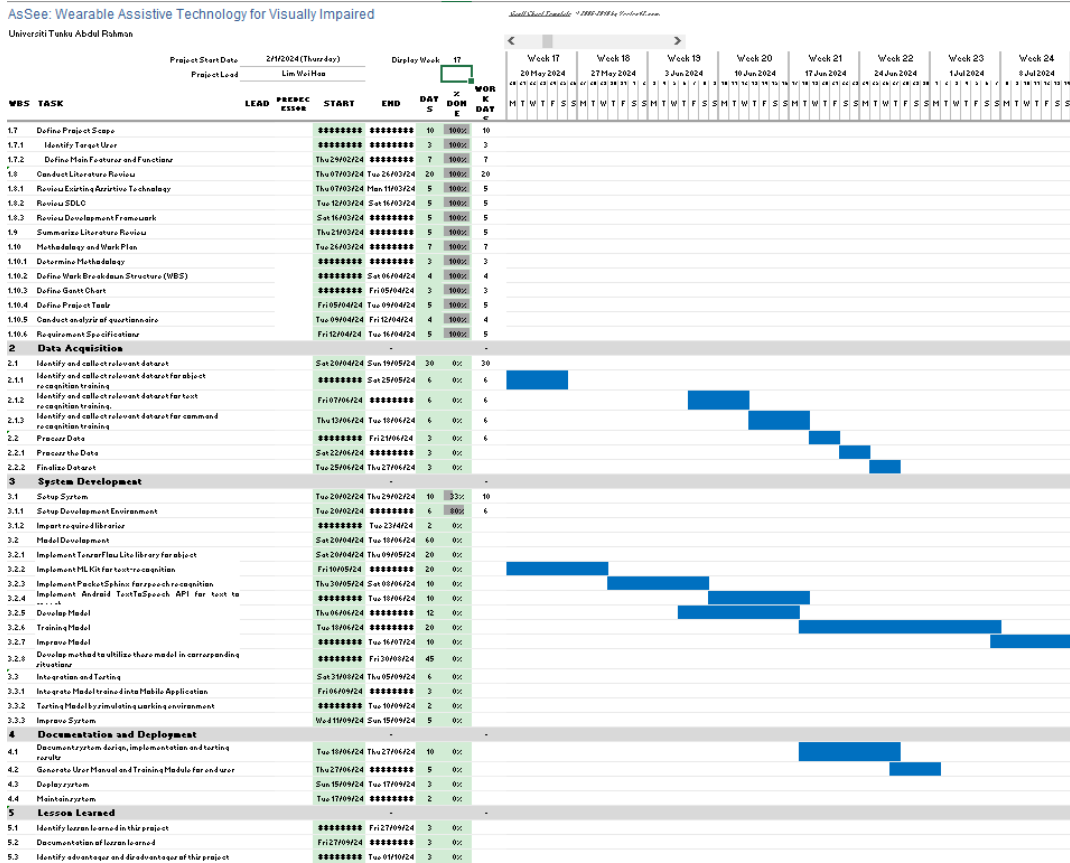 AsSee: Wearable Assistive Technology for Visually Impaired
Gantt Chart Template © 2006-2018 by Vertex42.com
Universiti Tunku Abdul Rahman
Project Start Date 2/1/2024 (Thursday) Display Week 17
Project Lead Lim Wei Hao
Week 17 Week 18 Week 19 Week 20 Week 21 Week 22 Week 23 Week 24
20 May 2024 27 May 2024 3 Jun 2024 10 Jun 2024 17 Jun 2024 24 Jun 2024 1 Jul 2024 8 Jul 2024
WBS TASK LEAD PREDECESSOR START END DAYS % DONE WORK DAYS M T W T F S S M T W T F S S M T W T F S S M T W T F S S M T W T F S S M T W T F S S M T W T F S S M T W T F S S
1.7 Define Project Scope ######## ######## 10 100% 10
1.7.1 Identify Target User ######## ######## 3 100% 3
1.7.2 Define Main Features and Functions Thu 29/02/24 ######## 7 100% 7
1.8 Conduct Literature Review Thu 07/03/24 Tue 26/03/24 20 100% 20
1.8.1 Review Existing Assistive Technology Thu 07/03/24 Mon 11/03/24 5 100% 5
1.8.2 Review SDLC Tue 12/03/24 Sat 16/03/24 5 100% 5
1.8.3 Review Development Framework Sat 16/03/24 ######## 5 100% 5
1.9 Summarize Literature Review Thu 21/03/24 ######## 5 100% 5
1.10 Methodology and Work Plan Tue 26/03/24 ######## 7 100% 7
1.10.1 Determine Methodology ######## ######## 3 100% 3
1.10.2 Define Work Breakdown Structure (WBS) ######## Sat 06/04/24 4 100% 4
1.10.3 Define Gantt Chart ######## Fri 05/04/24 3 100% 3
1.10.4 Define Project Tools Fri 05/04/24 Tue 09/04/24 5 100% 5
1.10.5 Conduct analysis of questionnaire Tue 09/04/24 Fri 12/04/24 4 100% 4
1.10.6 Requirement Specifications Fri 12/04/24 Tue 16/04/24 5 100% 5
2 Data Acquisition - -
2.1 Identify and collect relevant dataset Sat 20/04/24 Sun 19/05/24 30 0% 30
2.1.1 Identify and collect relevant dataset for object recognition training ######## Sat 25/05/24 6 0% 6
2.1.2 Identify and collect relevant dataset for text recognition training. Fri 07/06/24 ######## 6 0% 6
2.1.3 Identify and collect relevant dataset for command recognition training Thu 13/06/24 Tue 18/06/24 6 0% 6
2.2 Process Data ######## Fri 21/06/24 3 0% 6
2.2.1 Process the Data Sat 22/06/24 ######## 3 0%
2.2.2 Finalize Dataset Tue 25/06/24 Thu 27/06/24 3 0%
3 System Development - -
3.1 Setup System Tue 20/02/24 Thu 29/02/24 10 33% 10
3.1.1 Setup Development Environment Tue 20/02/24 ######## 6 80% 6
3.1.2 Import required libraries ######## Tue 23/4/24 2 0%
3.2 Model Development Sat 20/04/24 Tue 18/06/24 60 0%
3.2.1 Implement TensorFlow Lite library for object Sat 20/04/24 Thu 09/05/24 20 0%
3.2.2 Implement ML Kit for text-recognition Fri 10/05/24 ######## 20 0%
3.2.3 Implement PocketSphinx for speech recognition Thu 30/05/24 Sat 08/06/24 10 0%
3.2.4 Implement Android TextToSpeech API for text to ######## Tue 18/06/24 10 0%
3.2.5 Develop Model Thu 06/06/24 ######## 12 0%
3.2.6 Training Model Tue 18/06/24 ######## 20 0%
3.2.7 Improve Model ######## Tue 16/07/24 10 0%
3.2.8 Develop method to ultilize these model in corresponding situations ######## Fri 30/08/24 45 0%
3.3 Integration and Testing Sat 31/08/24 Thu 05/09/24 6 0%
3.3.1 Integrate Model trained into Mobile Application Fri 06/09/24 ######## 3 0%
3.3.2 Testing Model by simulating working environment ######## Tue 10/09/24 2 0%
3.3.3 Improve System Wed 11/09/24 Sun 15/09/24 5 0%
4 Documentation and Deployment - -
4.1 Document system design, implementation and testing results Tue 18/06/24 Thu 27/06/24 10 0%
4.2 Generate User Manual and Training Module for end user Thu 27/06/24 ######## 5 0%
4.3 Deploy system Sun 15/09/24 Tue 17/09/24 3 0%
4.4 Maintain system Tue 17/09/24 ######## 2 0%
5 Lesson Learned - -
5.1 Identify lesson learned in this project ######## Fri 27/09/24 3 0%
5.2 Documentation of lesson learned Fri 27/09/24 ######## 3 0%
5.3 Identify advantages and disadvantages of this project ######## Tue 01/10/24 3 0%